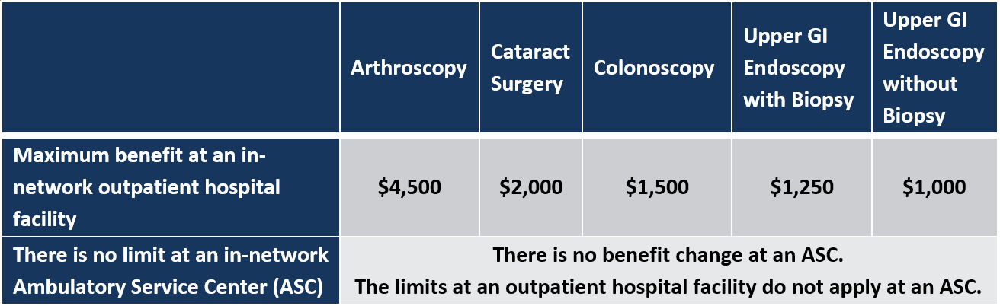 Arthroscopy
Cataract
Surgery
Colonoscopy
Upper GI
Endoscopy
with Biopsy
Upper GI
Endoscopy
without
Biopsy
Maximum benefit at an in-
network outpatient hospital
facility
$4,500
$2,000
$1,500
$1,250
$1,000
There is no limit at an in-network
Ambulatory Service Center (ASC)
There is no benefit change at an ASC.
The limits at an outpatient hospital facility do not apply at an ASC.